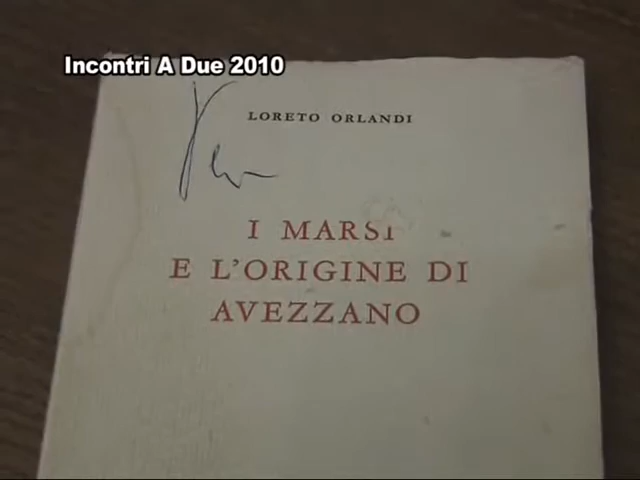 Incontri A Due 2010
LORETO ORLANDI
I MARSI
E L'ORIGINE DI
AVEZZANO